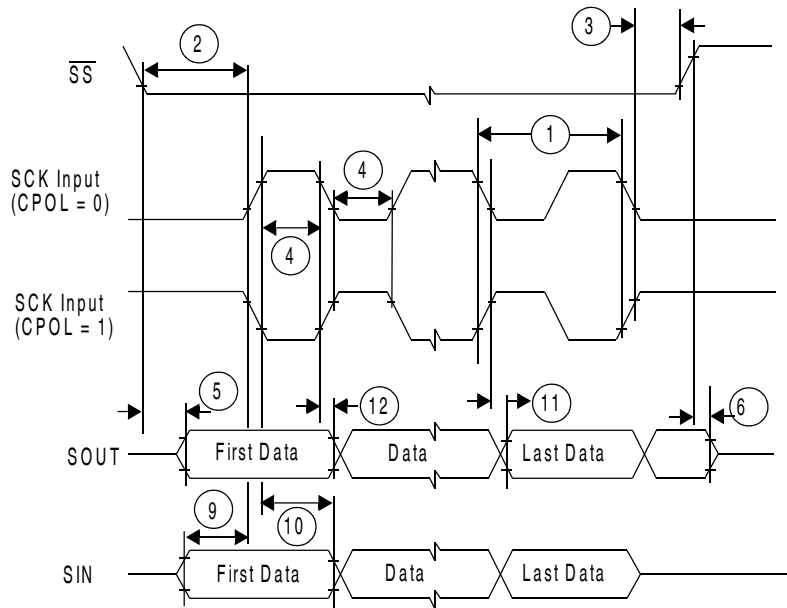 2
3
SS
1
SCK Input
(CPOL = 0)
4
4
SCK Input
(CPOL = 1)
5
12
11
6
SOUT
First Data
Data
Last Data
9
10
SIN
First Data
Data
Last Data